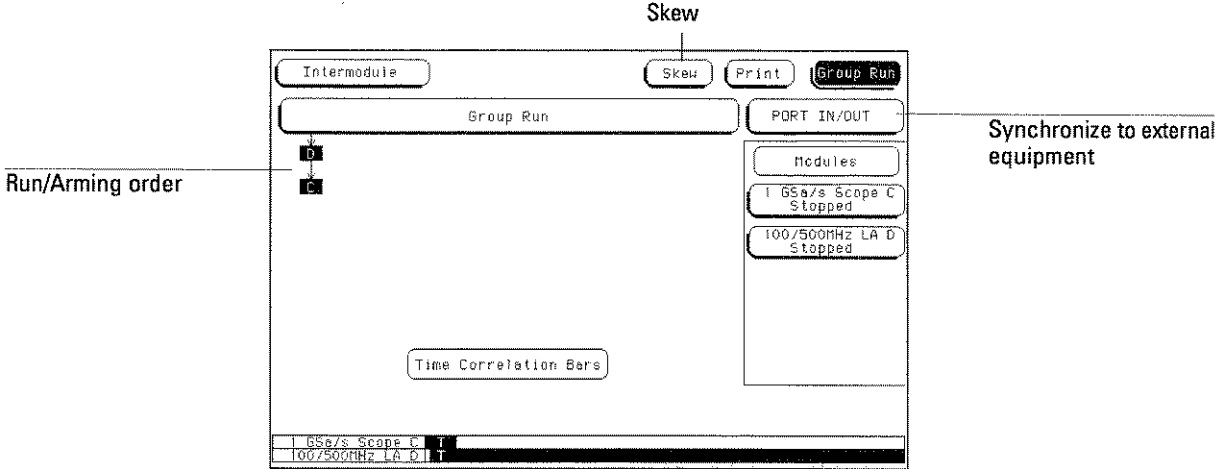 Skew
Intermodule
Skew
Print
Group Run
Group Run
PORT IN/OUT
Synchronize to external
equipment
D
Modules
Run/Arming order
C
1 GSa/s Scope C
Stopped
100/500MHz LA D
Stopped
Time Correlation Bars
1 GSa/s Scope C T
100/500MHz LA D T